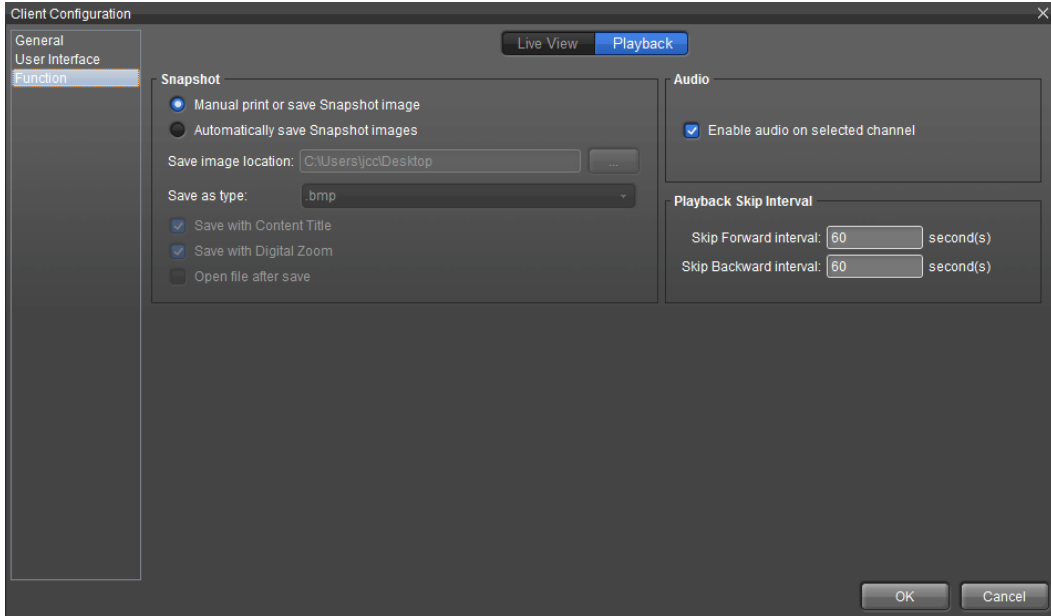 Client Configuration
General
User Interface
Function
Live View
Playback
Snapshot
Manual print or save Snapshot image
Automatically save Snapshot images
Save image location: C:\Users\jcc\Desktop ...
Save as type: .bmp
Save with Content Title
Save with Digital Zoom
Open file after save
Audio
Enable audio on selected channel
Playback Skip Interval
Skip Forward interval: 60 second(s)
Skip Backward interval: 60 second(s)
OK
Cancel